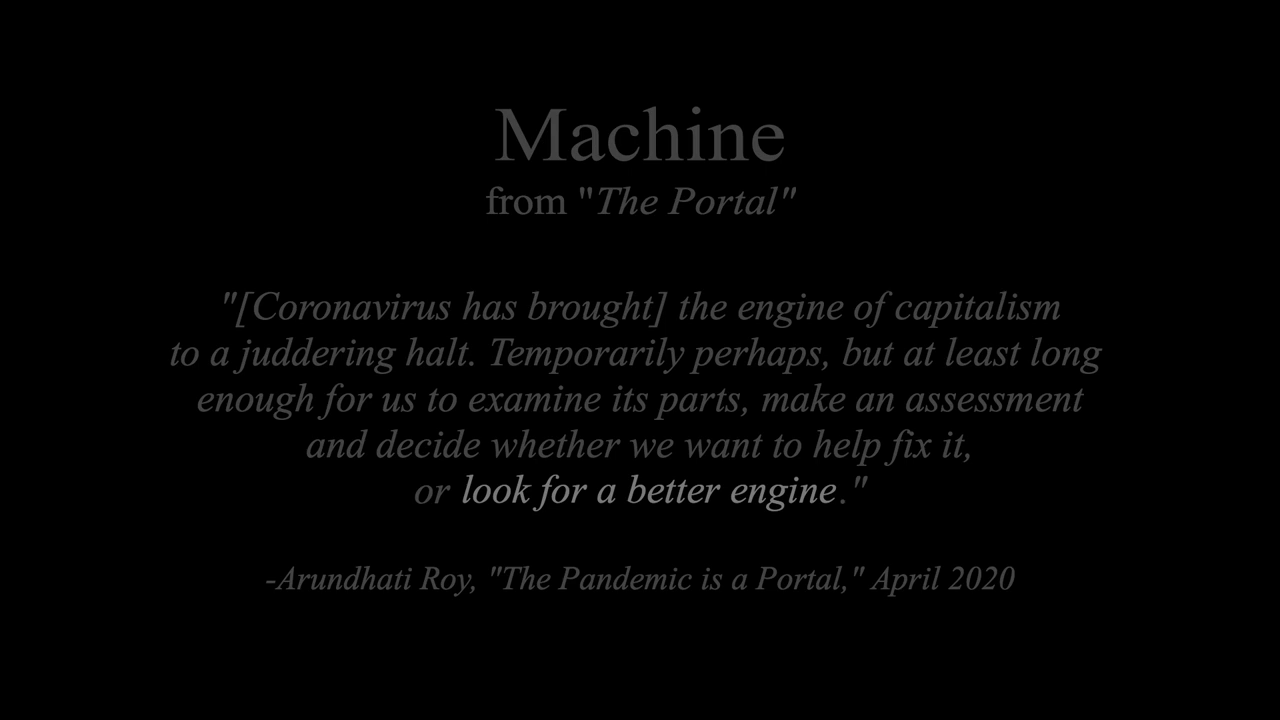 Machine
from "The Portal"
"[Coronavirus has brought] the engine of capitalism
to a juddering halt. Temporarily perhaps, but at least long
enough for us to examine its parts, make an assessment
and decide whether we want to help fix it,
or look for a better engine."
-Arundhati Roy, "The Pandemic is a Portal," April 2020